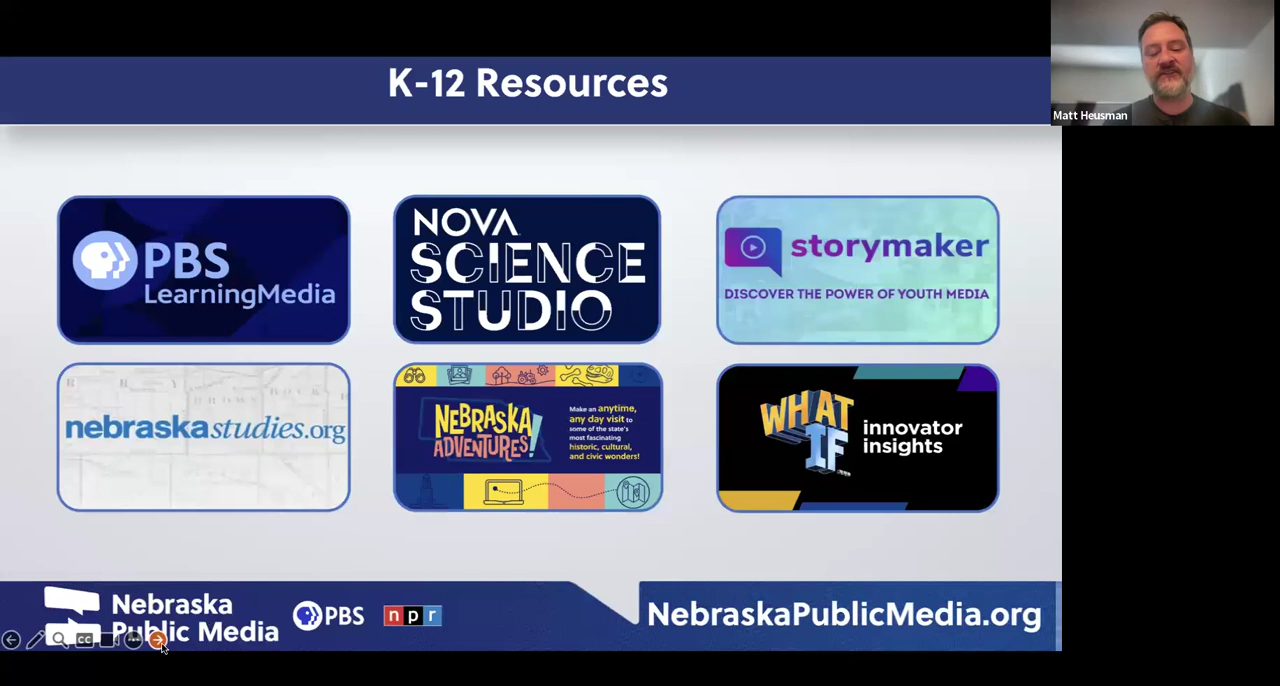 K-12 Resources
Matt Heusman
PBS
LearningMedia
NOVA
SCIENCE
STUDIO
storymaker
DISCOVER THE POWER OF YOUTH MEDIA
nebraskastudies.org
NEBRASKA
ADVENTURES!
Make an anytime,
any day visit to
some of the state's
most fascinating
historic, cultural,
and civic wonders!
WHAT
IF
innovator
insights
Nebraska
Public Media
PBS
npr
NebraskaPublicMedia.org
CC